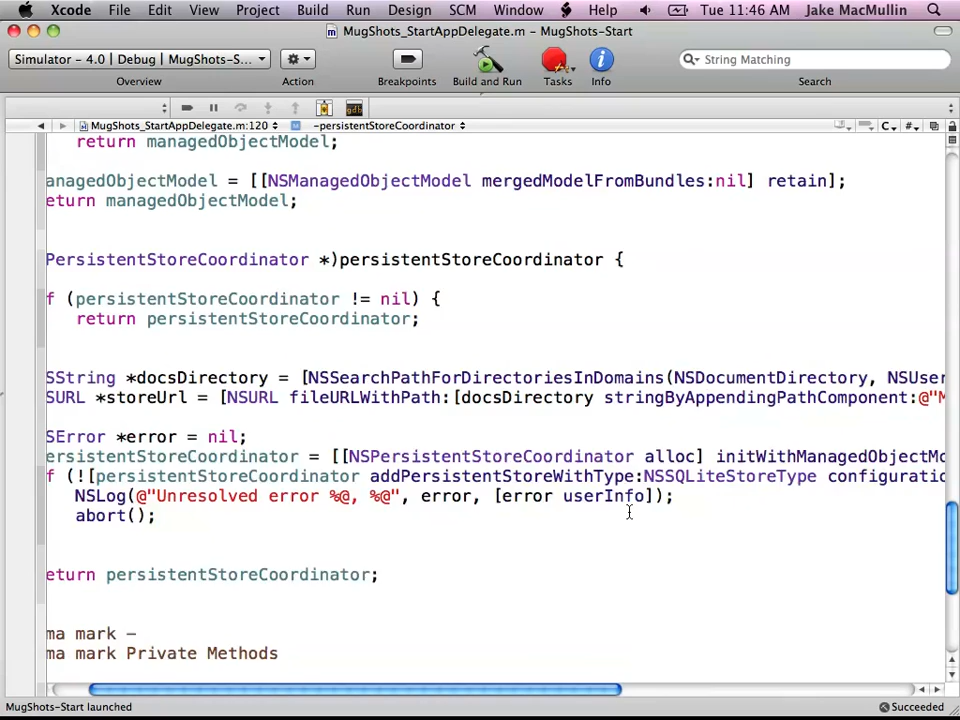 Xcode File Edit View Project Build Run Design SCM Window Help Tue 11:46 AM Jake MacMullin
MugShots_StartAppDelegate.m - MugShots-Start
Simulator - 4.0 | Debug | MugShots-S... String Matching
Overview Action Breakpoints Build and Run Tasks Info Search
MugShots_StartAppDelegate.m:120 -persistentStoreCoordinator C, #,
return managedObjectModel;
anagedObjectModel = [[NSManagedObjectModel mergedModelFromBundles:nil] retain];
eturn managedObjectModel;
PersistentStoreCoordinator *)persistentStoreCoordinator {
f (persistentStoreCoordinator != nil) {
return persistentStoreCoordinator;
SString *docsDirectory = [NSSearchPathForDirectoriesInDomains(NSDocumentDirectory, NSUser
SURL *storeUrl = [NSURL fileURLWithPath:[docsDirectory stringByAppendingPathComponent:@"M
SError *error = nil;
ersistentStoreCoordinator = [[NSPersistentStoreCoordinator alloc] initWithManagedObjectMo
f (![persistentStoreCoordinator addPersistentStoreWithType:NSSQLiteStoreType configuratio
NSLog(@"Unresolved error %@, %@", error, [error userInfo]);
abort();
eturn persistentStoreCoordinator;
ma mark -
ma mark Private Methods
MugShots-Start launched Succeeded